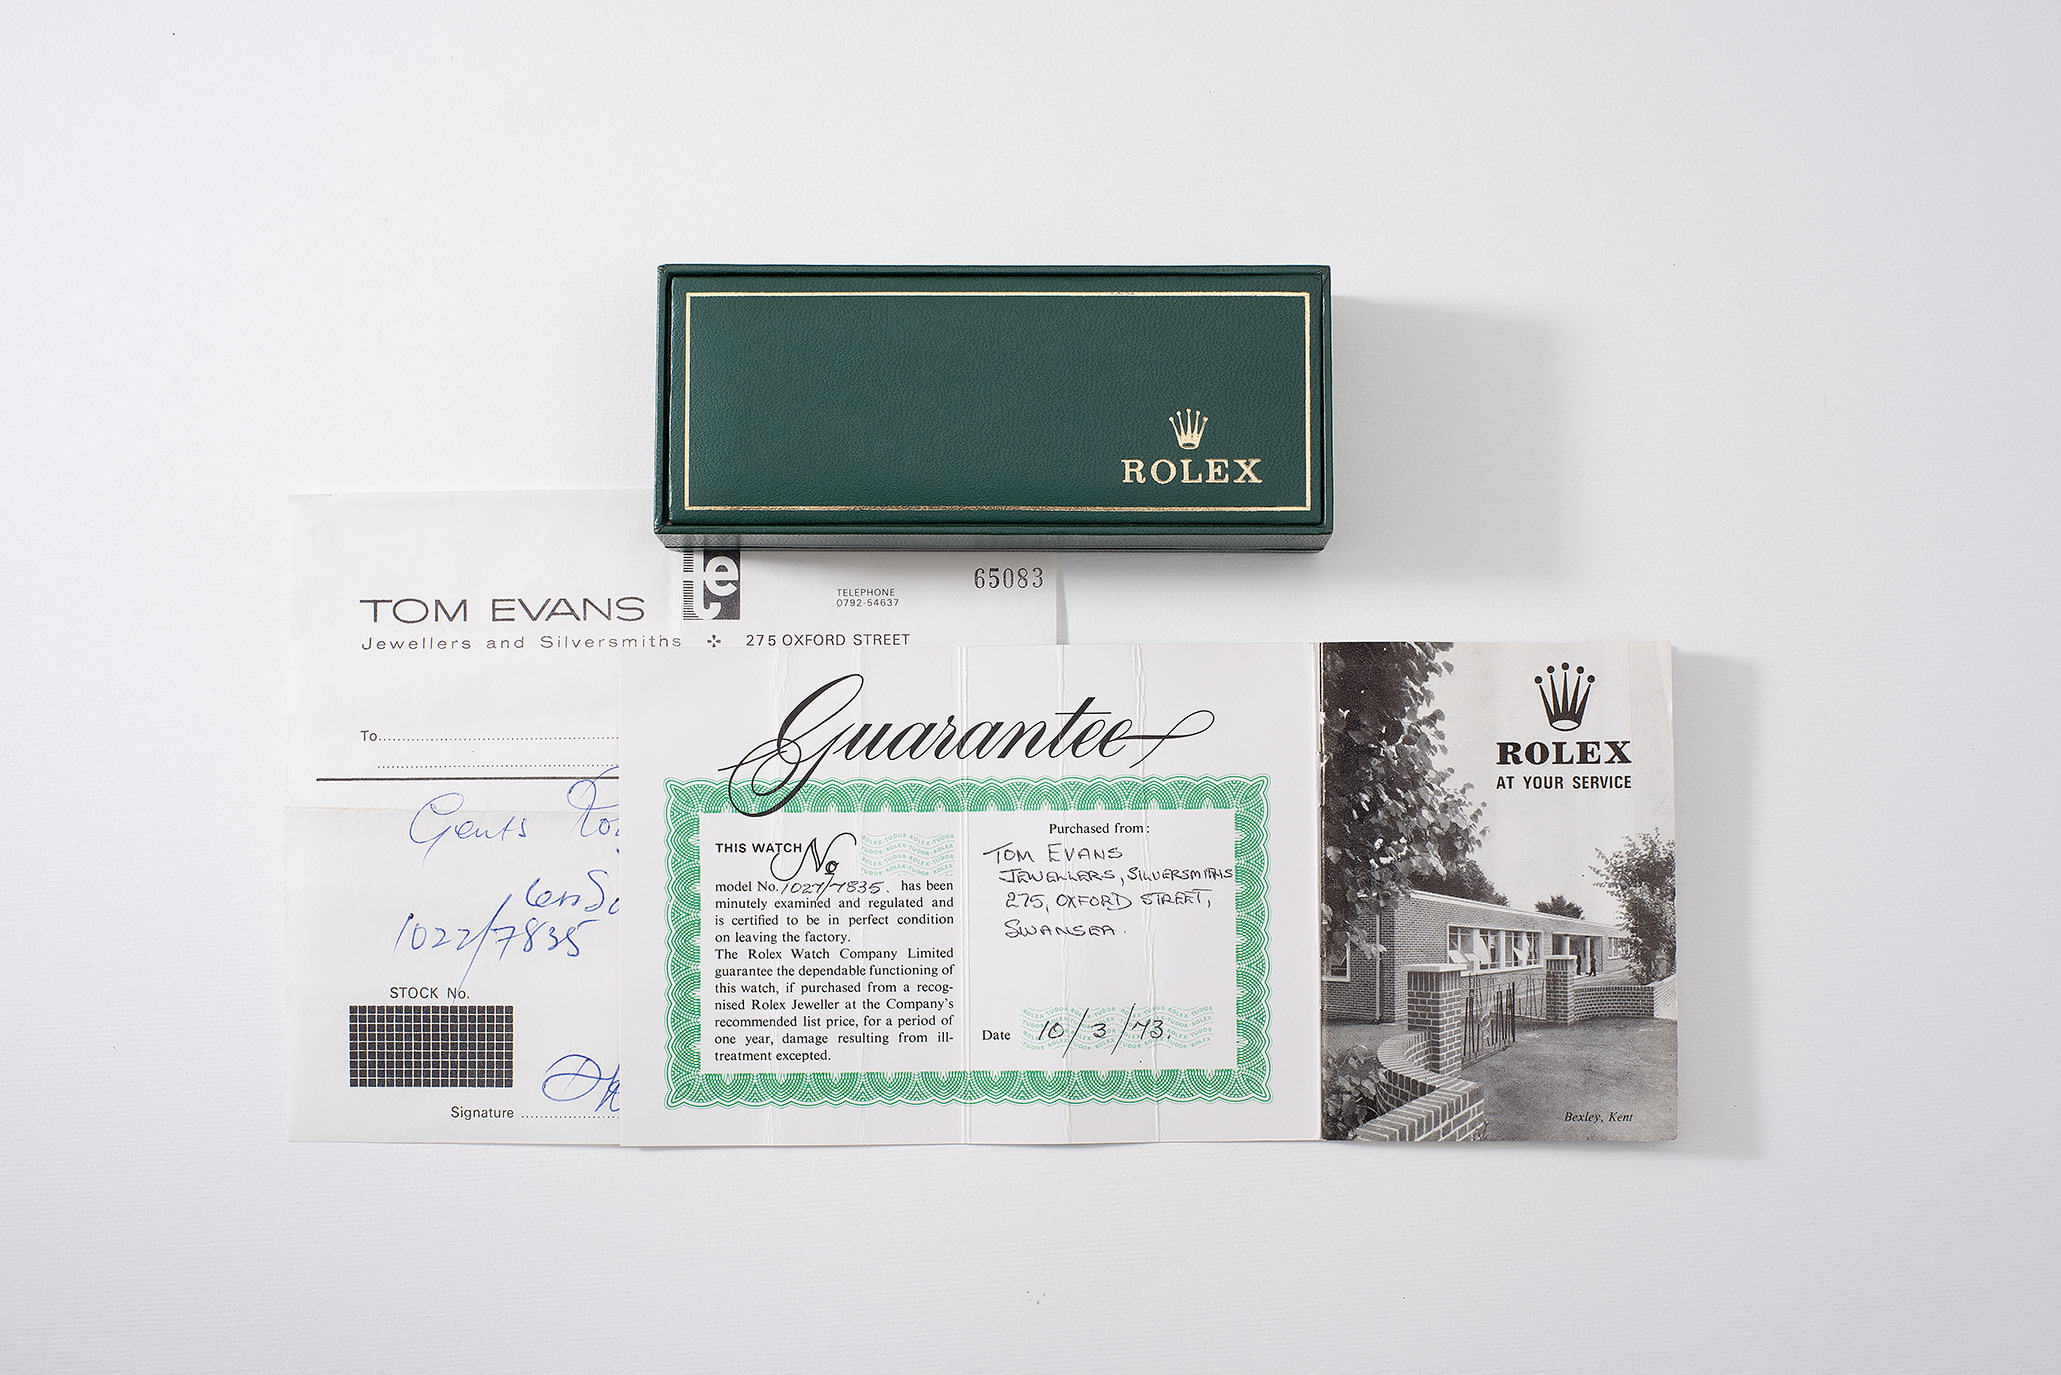 ROLEX
65083
TELEPHONE
0792-54637
TOM EVANS
Jewellers and Silversmiths ✣ 275 OXFORD STREET
To
Gents
1022/7835
STOCK No.
Signature
Guarantee
THIS WATCH No
ROLEX·TUDOR·ROLEX·TUDOR
model No. 1027/7835. has been
minutely examined and regulated and
is certified to be in perfect condition
on leaving the factory.
The Rolex Watch Company Limited
guarantee the dependable functioning of
this watch, if purchased from a recog-
nised Rolex Jeweller at the Company's
recommended list price, for a period of
one year, damage resulting from ill-
treatment excepted.
Purchased from:
TOM EVANS
JEWELLERS, SILVERSMITHS
275, OXFORD STREET,
SWANSEA.
Date 10/3/73.
ROLEX
AT YOUR SERVICE
Bexley, Kent